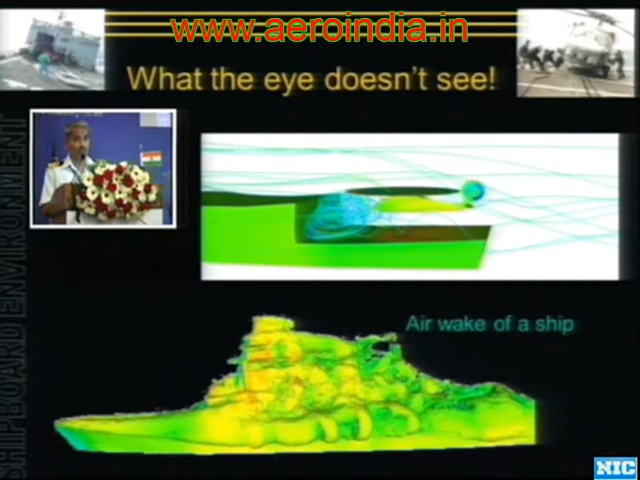 www.aeroindia.in
What the eye doesn't see!
SHIPBOARD ENVIRONMENT
Air wake of a ship
NIC